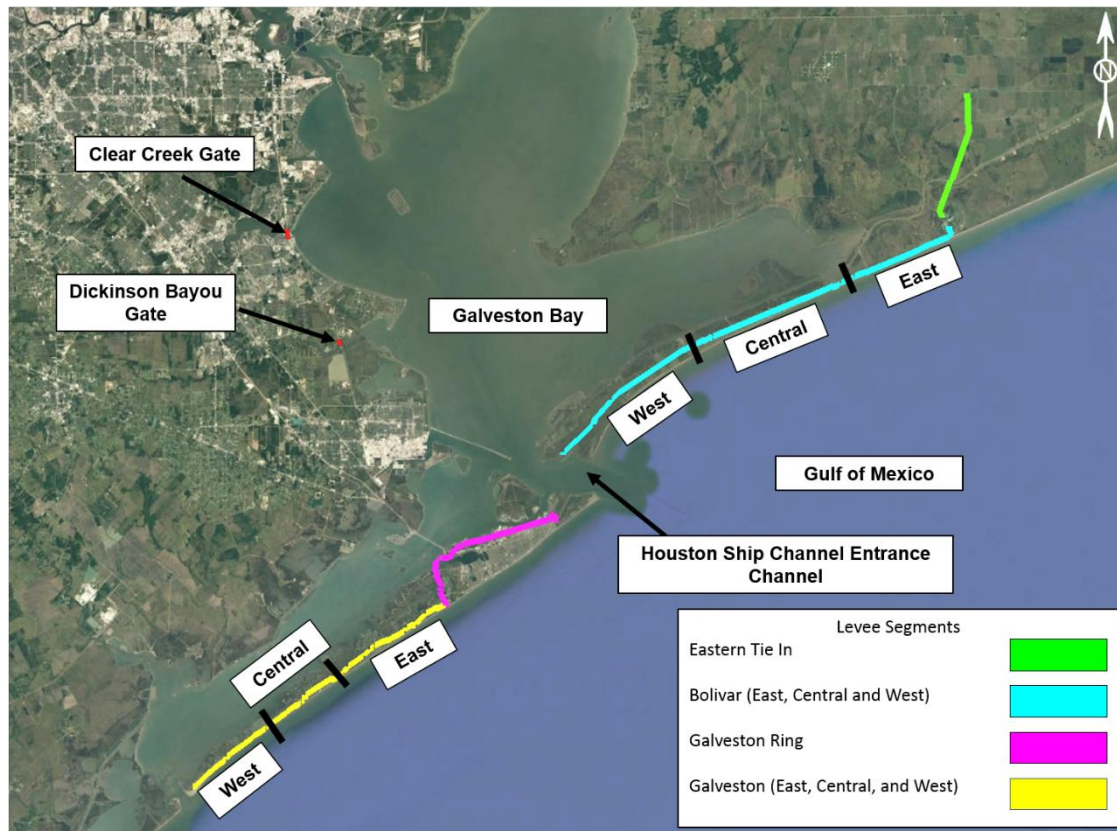 N
Clear Creek Gate
Dickinson Bayou
Gate
Galveston Bay
East
Central
West
Gulf of Mexico
Houston Ship Channel Entrance
Channel
Central
East
West
Levee Segments
Eastern Tie In
Bolivar (East, Central and West)
Galveston Ring
Galveston (East, Central, and West)